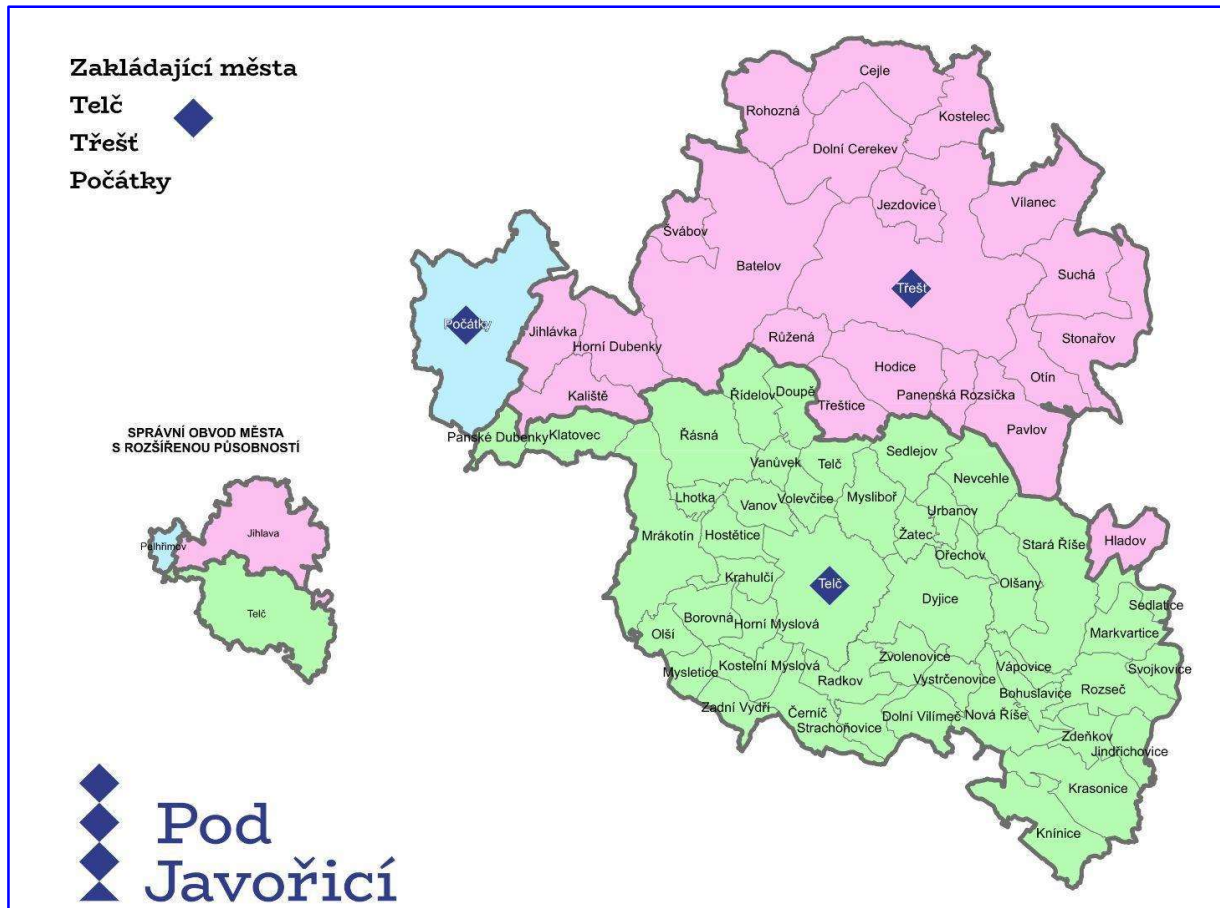 Zakládající města
Telč
Třešť
Počátky
Cejle
Rohozná
Kostelec
Dolní Cerekev
Jezdovice
Vílanec
Švábov
Batelov
Suchá
Třešt
Počátky
Jihlávka
Horní Dubenky
Růžená
Stonařov
Hodice
Otín
Kaliště
Řídelov
Doupě
Třeštice
Panenská Rozsíčka
Pavlov
SPRÁVNÍ OBVOD MĚSTA
S ROZŠÍŘENOU PŮSOBNOSTÍ
Panské Dubenky
Klatovec
Řásná
Vanůvek
Telč
Sedlejov
Nevcehle
Lhotka
Vanov
Volevčice
Mysliboř
Urbanov
Mrákotín
Hostětice
Žatec
Ořechov
Stará Říše
Hladov
Pelhřimov
Jihlava
Telč
Krahulčí
Telč
Olšany
Dyjice
Sedlatice
Borovná
Horní Myslová
Olší
Markvartice
Mysletice
Kostelní Myslová
Zvolenovice
Radkov
Vystrčenovice
Vápovice
Svojkovice
Bohuslavice
Rozseč
Zadní Vydří
Černíč
Strachoňovice
Dolní Vilímeč
Nová Říše
Zdeňkov
Jindřichovice
Krasonice
Knínice
Pod
Javořicí